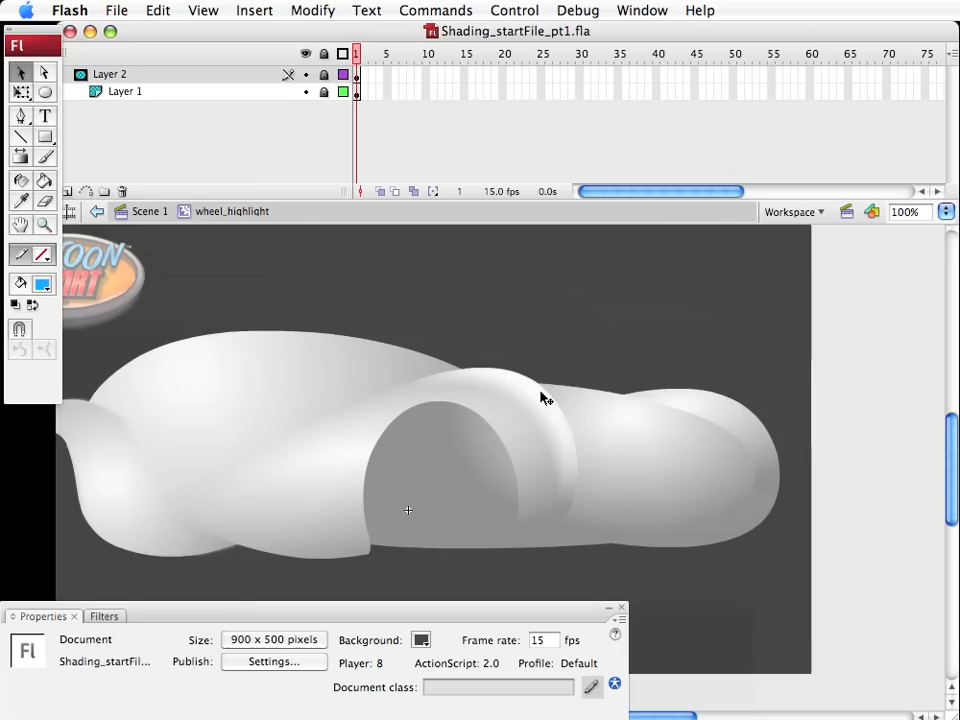 Flash File Edit View Insert Modify Text Commands Control Debug Window Help
Shading_startFile_pt1.fla
Fl
1 5 10 15 20 25 30 35 40 45 50 55 60 65 70 75
Layer 2
Layer 1
1 15.0 fps 0.0s
Scene 1 wheel_highlight Workspace 100%
TOON
Properties Filters
Fl
Document
Shading_startFil...
Size: 900 x 500 pixels Background: Frame rate: 15 fps
Publish: Settings... Player: 8 ActionScript: 2.0 Profile: Default
Document class: